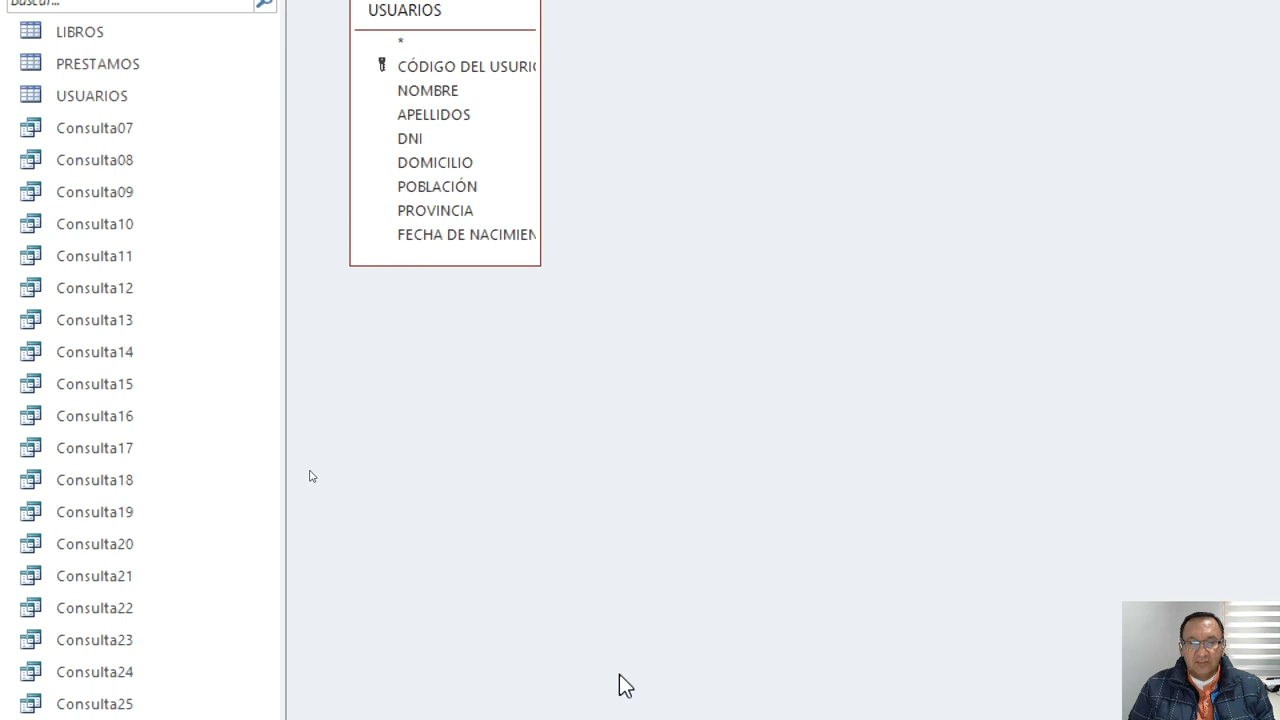 Buscar...
LIBROS
PRESTAMOS
USUARIOS
Consulta07
Consulta08
Consulta09
Consulta10
Consulta11
Consulta12
Consulta13
Consulta14
Consulta15
Consulta16
Consulta17
Consulta18
Consulta19
Consulta20
Consulta21
Consulta22
Consulta23
Consulta24
Consulta25
USUARIOS
*
CÓDIGO DEL USURIO
NOMBRE
APELLIDOS
DNI
DOMICILIO
POBLACIÓN
PROVINCIA
FECHA DE NACIMIEN